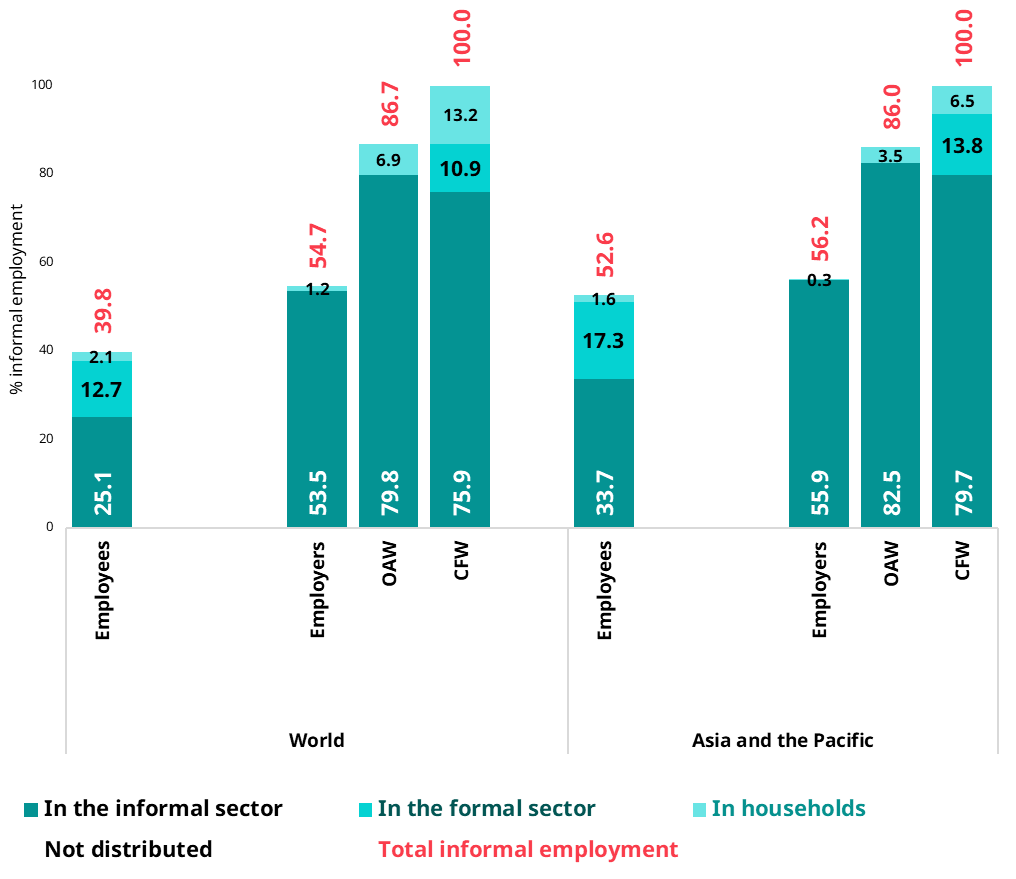 % informal employment
100
80
60
40
20
0
39.8
2.1
12.7
25.1
54.7
1.2
53.5
86.7
6.9
79.8
100.0
13.2
10.9
75.9
52.6
1.6
17.3
33.7
56.2
0.3
55.9
86.0
3.5
82.5
100.0
6.5
13.8
79.7
Employees
Employers
OAW
CFW
Employees
Employers
OAW
CFW
World
Asia and the Pacific
In the informal sector
In the formal sector
In households
Not distributed
Total informal employment